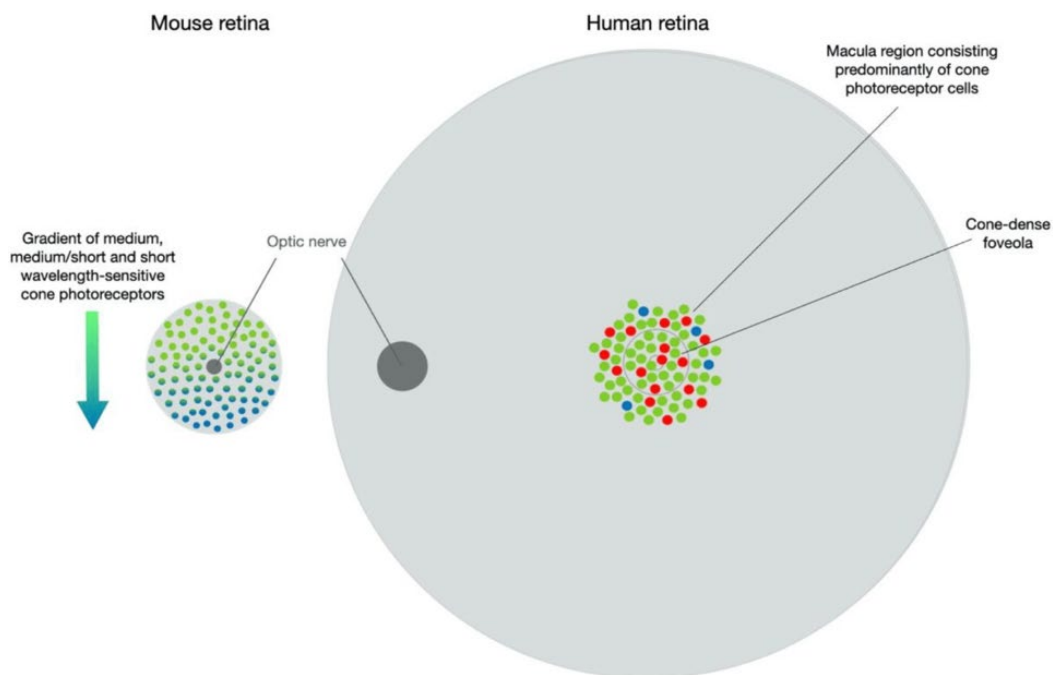 Mouse retina
Human retina
Macula region consisting
predominantly of cone
photoreceptor cells
Cone-dense
foveola
Gradient of medium,
medium/short and short
wavelength-sensitive
cone photoreceptors
Optic nerve